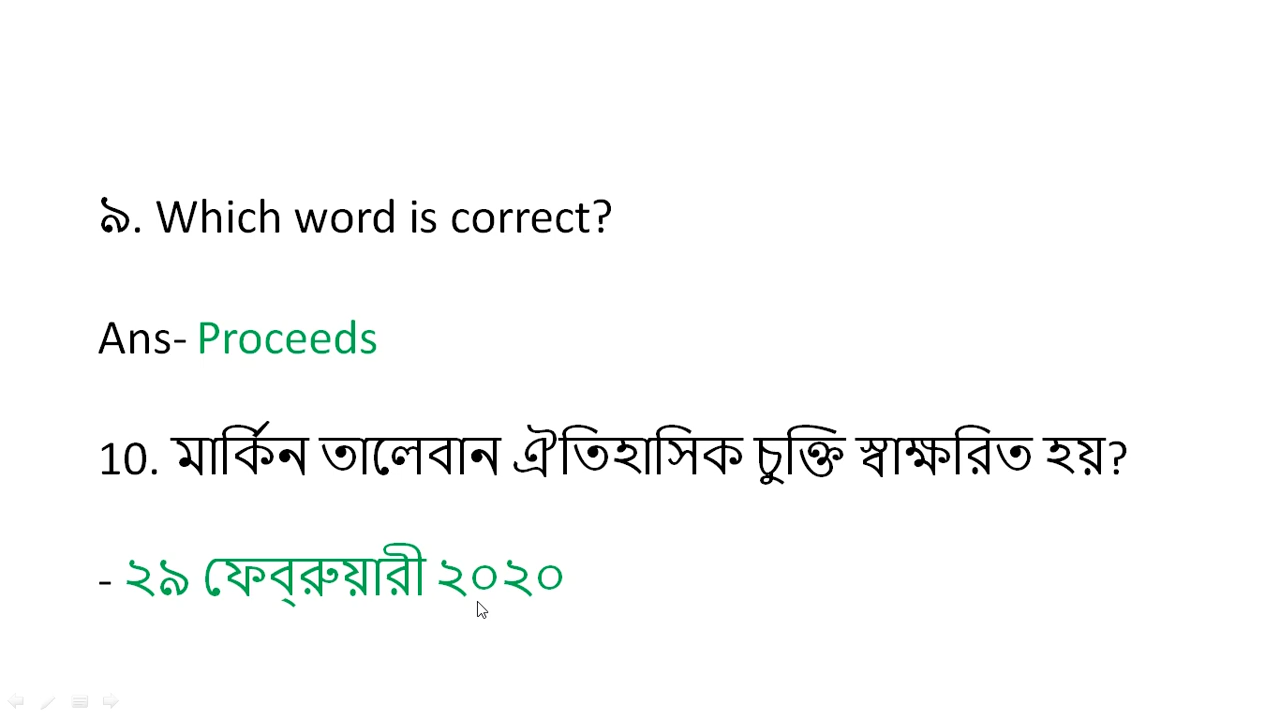 ৯. Which word is correct?
Ans- Proceeds
10. মার্কিন তালেবান ঐতিহাসিক চুক্তি স্বাক্ষরিত হয়?
- ২৯ ফেব্‌রুয়ারী ২০২০